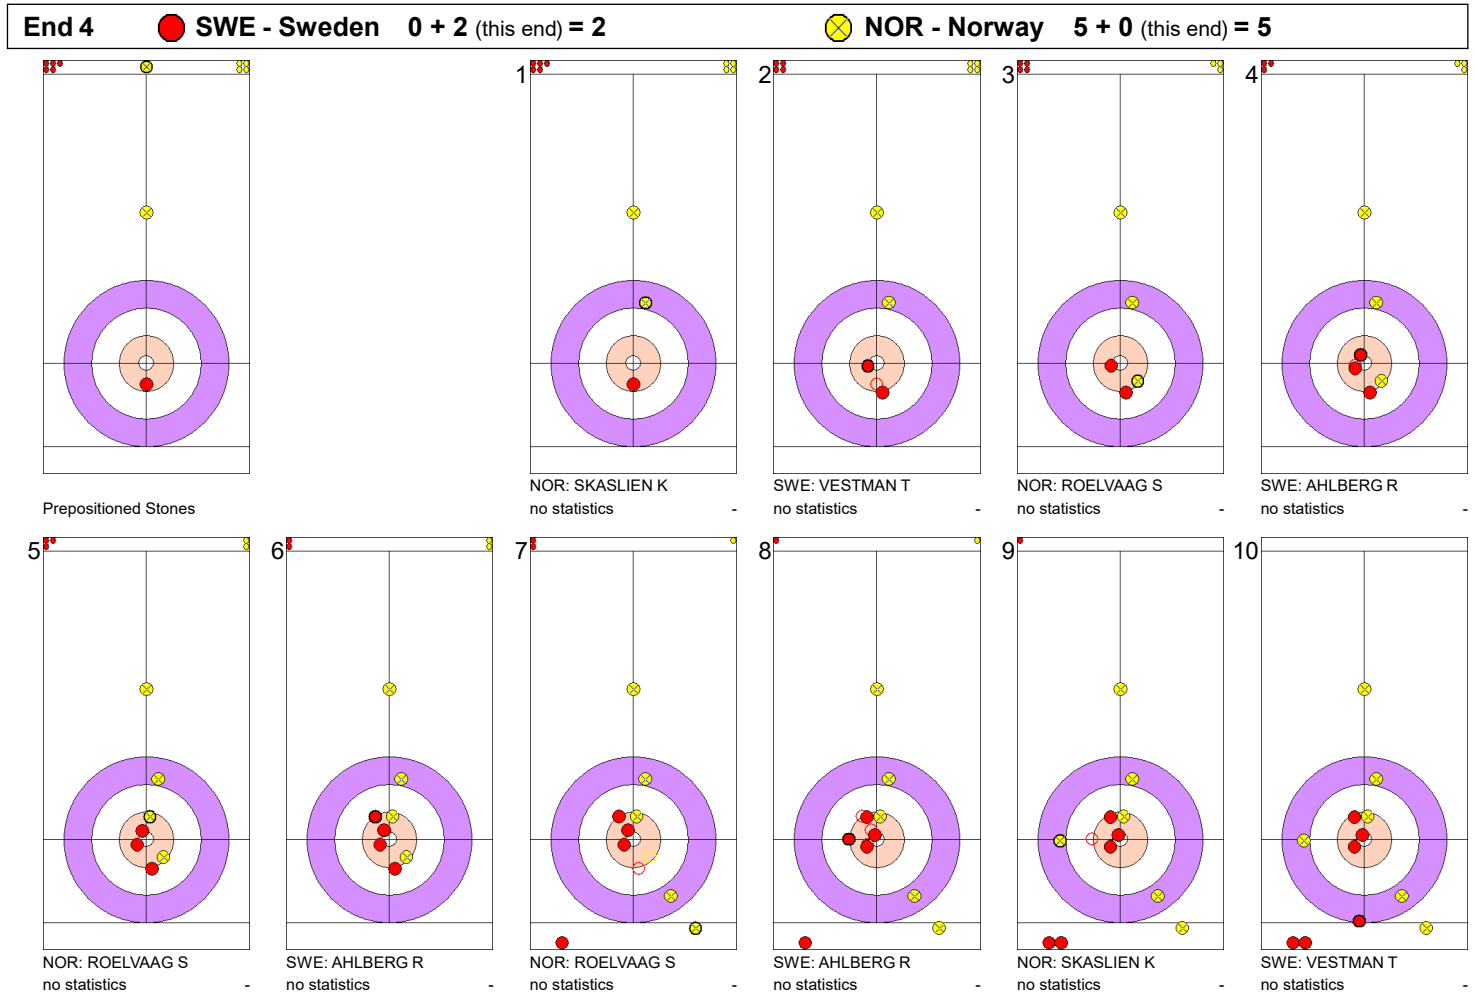 End 4 SWE - Sweden 0 + 2 (this end) = 2 NOR - Norway 5 + 0 (this end) = 5
1 2 3 4
NOR: SKASLIEN K SWE: VESTMAN T NOR: ROELVAAG S SWE: AHLBERG R
Prepositioned Stones no statistics - no statistics - no statistics - no statistics -
5 6 7 8 9 10
NOR: ROELVAAG S SWE: AHLBERG R NOR: ROELVAAG S SWE: AHLBERG R NOR: SKASLIEN K SWE: VESTMAN T
no statistics - no statistics - no statistics - no statistics - no statistics - no statistics -